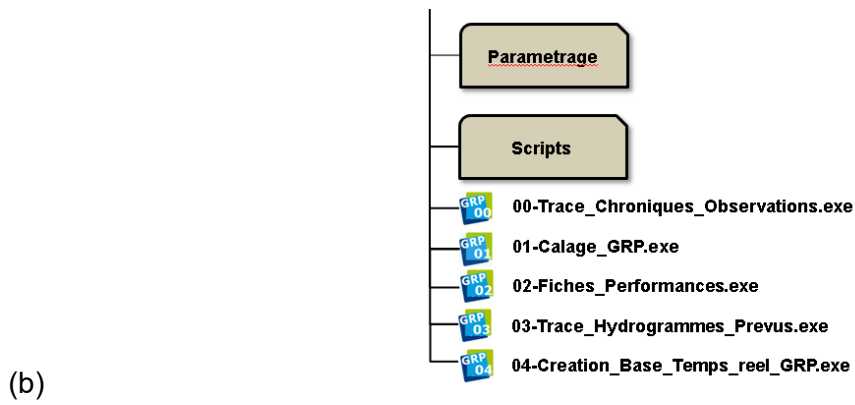 Parametrage
Scripts
GRP 00 00-Trace_Chroniques_Observations.exe
GRP 01 01-Calage_GRP.exe
GRP 02 02-Fiches_Performances.exe
GRP 03 03-Trace_Hydrogrammes_Prevus.exe
GRP 04 04-Creation_Base_Temps_reel_GRP.exe
(b)